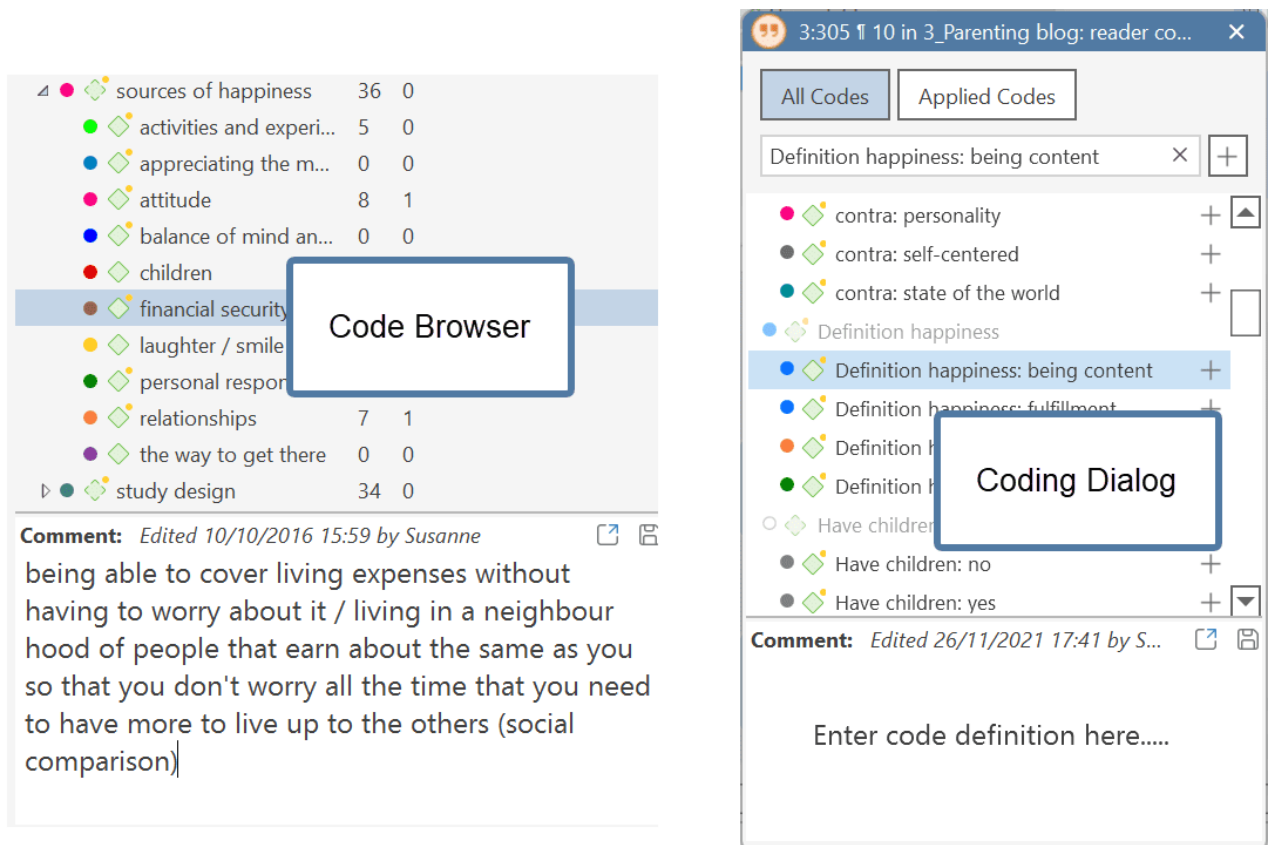 sources of happiness 36 0
activities and experi... 5 0
appreciating the m... 0 0
attitude 8 1
balance of mind an... 0 0
children
financial security
laughter / smile
personal respon
relationships 7 1
the way to get there 0 0
study design 34 0
Code Browser
Comment: Edited 10/10/2016 15:59 by Susanne
being able to cover living expenses without
having to worry about it / living in a neighbour
hood of people that earn about the same as you
so that you don't worry all the time that you need
to have more to live up to the others (social
comparison)
3:305 ¶ 10 in 3_Parenting blog: reader co...
All Codes Applied Codes
Definition happiness: being content
contra: personality
contra: self-centered
contra: state of the world
Definition happiness
Definition happiness: being content
Definition happiness: fulfillment
Definition h
Definition h
Have children
Have children: no
Have children: yes
Coding Dialog
Comment: Edited 26/11/2021 17:41 by S...
Enter code definition here.....